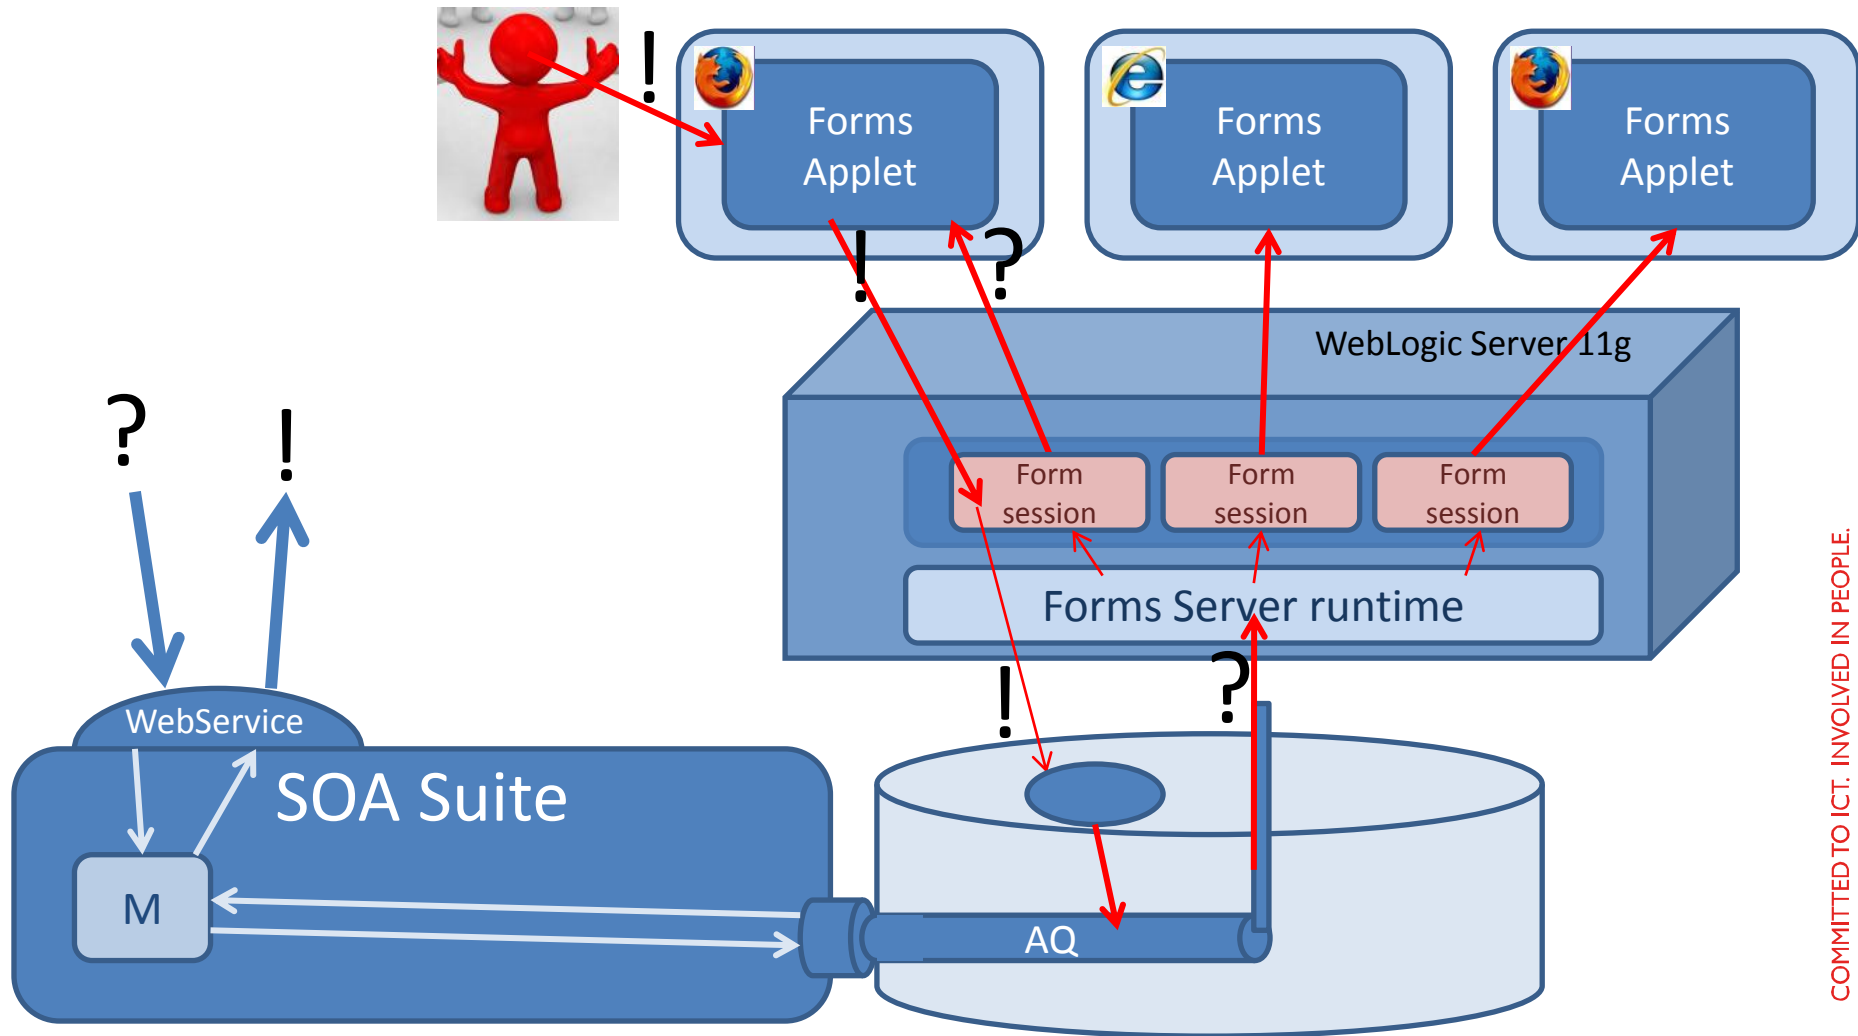 !
Forms
Applet
Forms
Applet
Forms
Applet
!
?
WebLogic Server 11g
?
!
Form
session
Form
session
Form
session
Forms Server runtime
!
?
WebService
SOA Suite
M
AQ
COMMITTED TO ICT. INVOLVED IN PEOPLE.